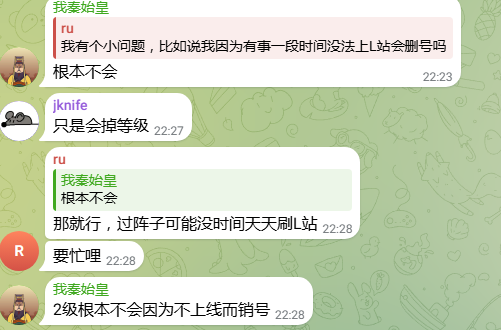 我秦始皇
ru
我有个小问题，比如说我因为有事一段时间没法上L站会删号吗
根本不会
22:23
jknife
只是会掉等级
22:27
ru
我秦始皇
根本不会
那就行，过阵子可能没时间天天刷L站
22:28
R
要忙哩
22:28
我秦始皇
2级根本不会因为不上线而销号
22:28